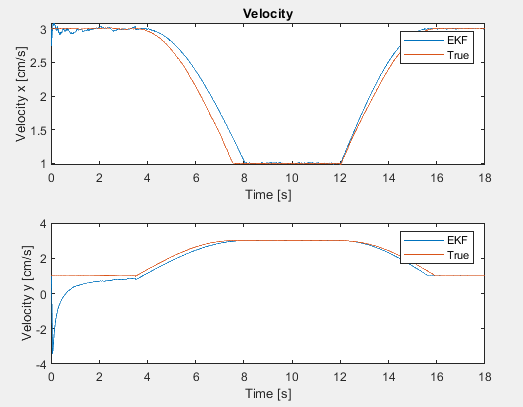 Velocity
Velocity x [cm/s]
3
2.5
2
1.5
1
EKF
True
0 2 4 6 8 10 12 14 16 18
Time [s]
Velocity y [cm/s]
4
2
0
-2
-4
EKF
True
0 2 4 6 8 10 12 14 16 18
Time [s]